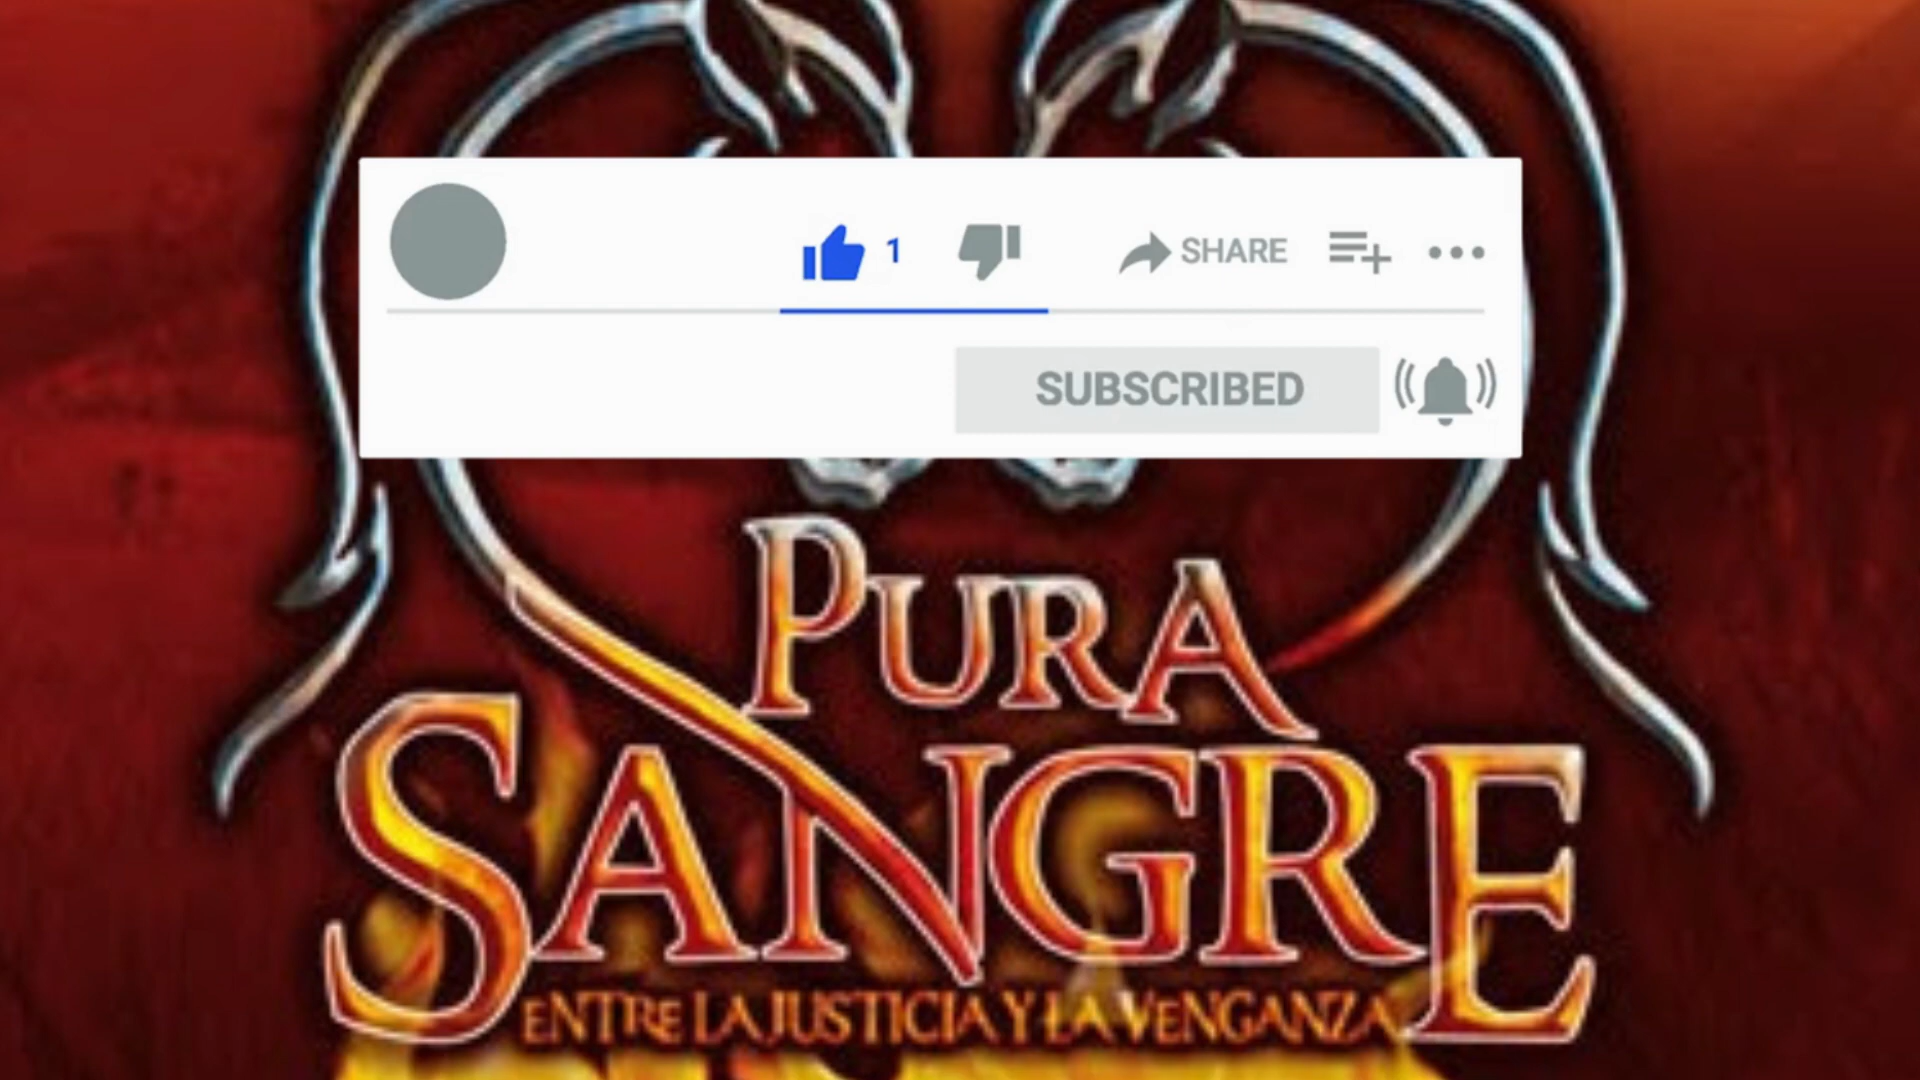 1
SHARE
SUBSCRIBED
PURA
SANGRE
ENTRE LA JUSTICIA Y LA VENGANZA